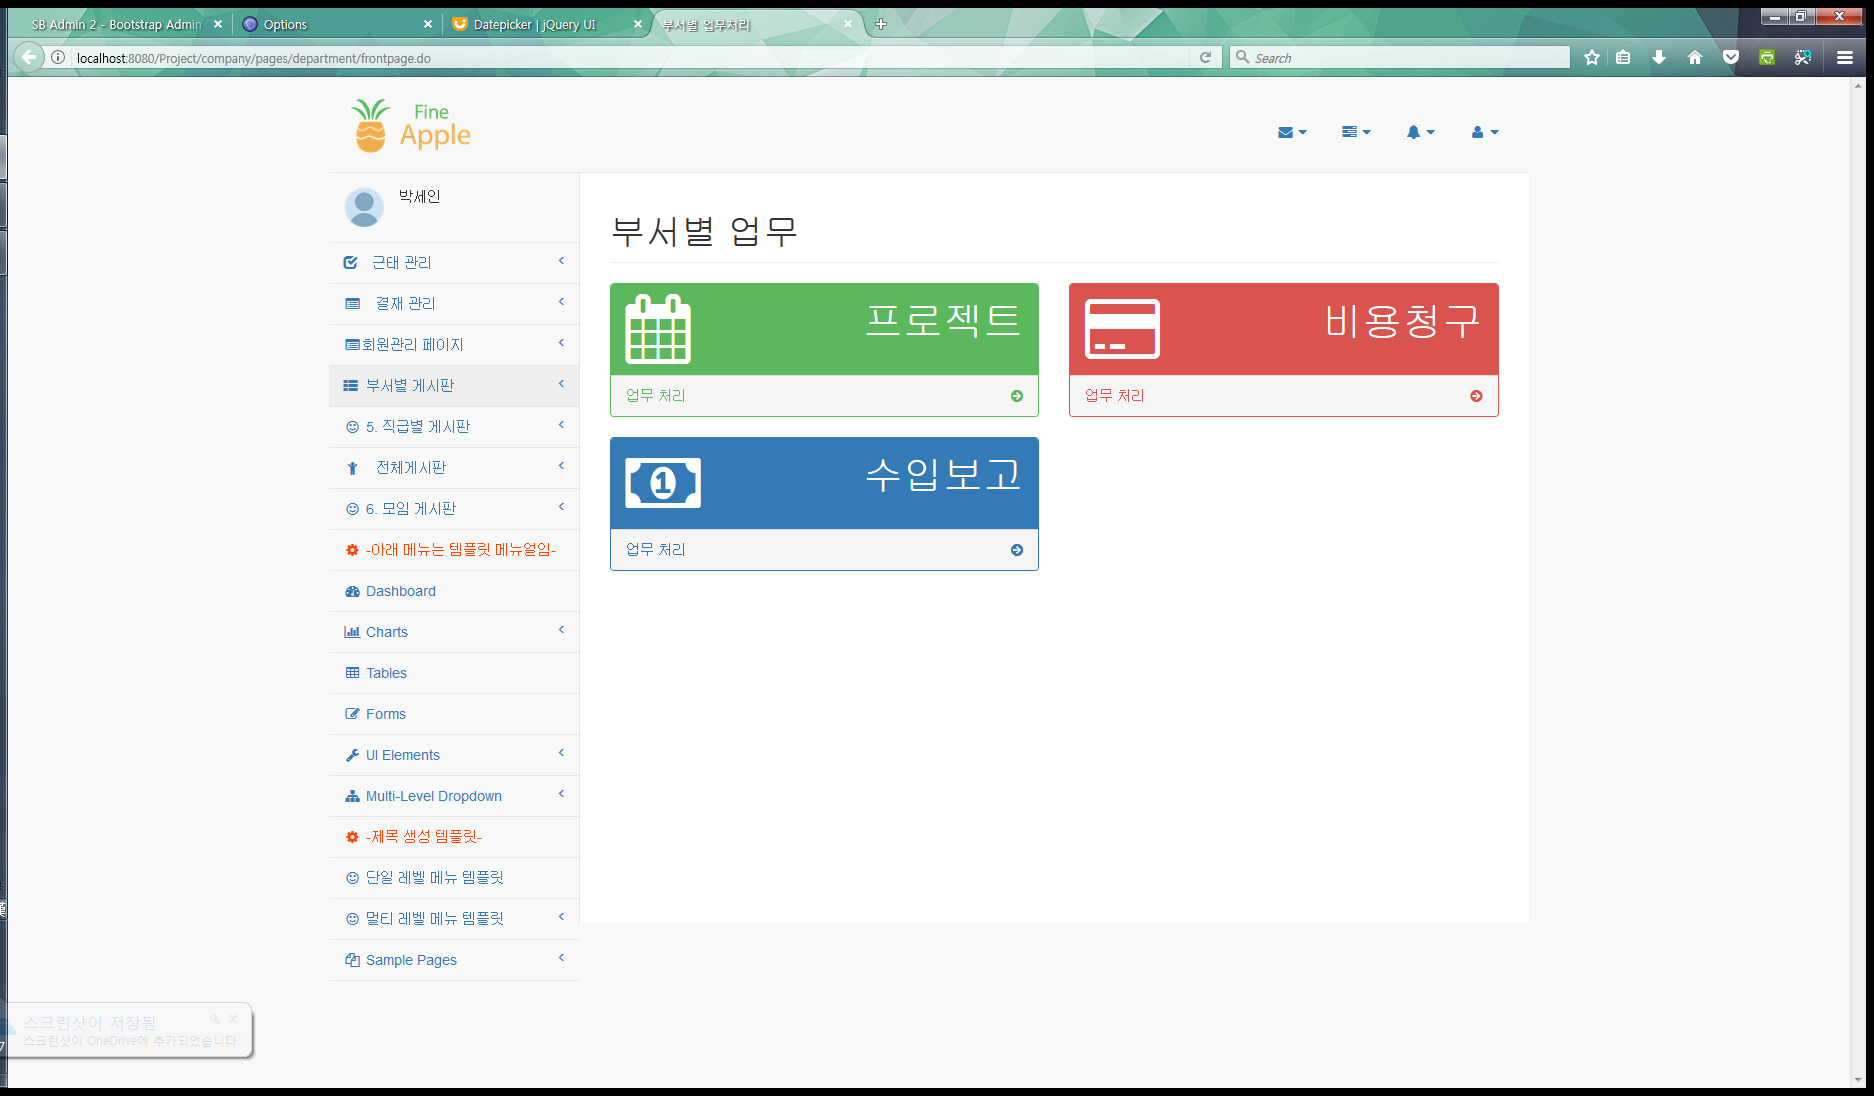 SB Admin 2 - Bootstrap Admin
Options
Datepicker | jQuery UI
부서별 업무처리
localhost:8080/Project/company/pages/department/frontpage.do
Search
Fine
Apple
박세인
근태 관리
결재 관리
회원관리 페이지
부서별 게시판
5. 직급별 게시판
전체게시판
6. 모임 게시판
-아래 메뉴는 템플릿 메뉴얼임-
Dashboard
Charts
Tables
Forms
UI Elements
Multi-Level Dropdown
-제목 생성 템플릿-
단일 레벨 메뉴 템플릿
멀티 레벨 메뉴 템플릿
Sample Pages
부서별 업무
프로젝트
업무 처리
비용청구
업무 처리
1
수입보고
업무 처리
스크린샷이 저장됨
스크린샷이 OneDrive에 추가되었습니다.